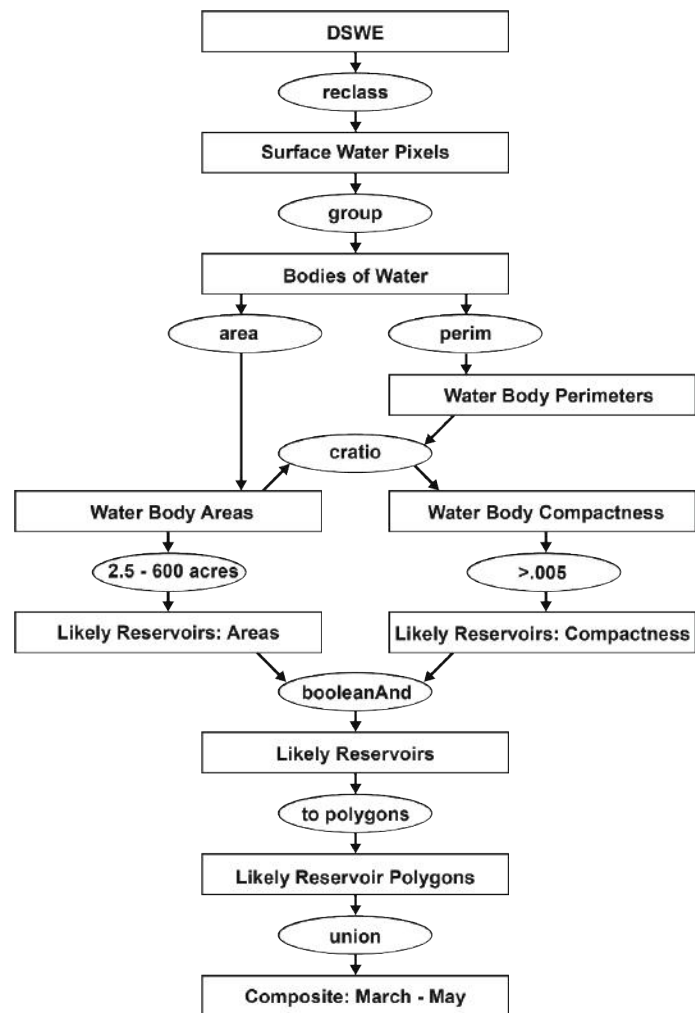 DSWE
reclass
Surface Water Pixels
group
Bodies of Water
area
perim
Water Body Perimeters
cratio
Water Body Areas
Water Body Compactness
2.5 - 600 acres
>.005
Likely Reservoirs: Areas
Likely Reservoirs: Compactness
booleanAnd
Likely Reservoirs
to polygons
Likely Reservoir Polygons
union
Composite: March - May